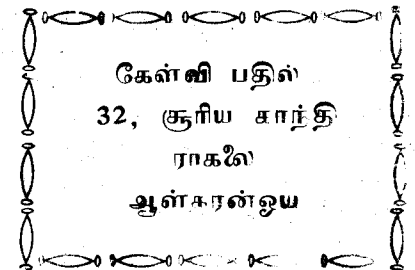 கேள்வி பதில்
32, சூரிய காந்தி
ராகலை
ஆள்கரன்ஒய